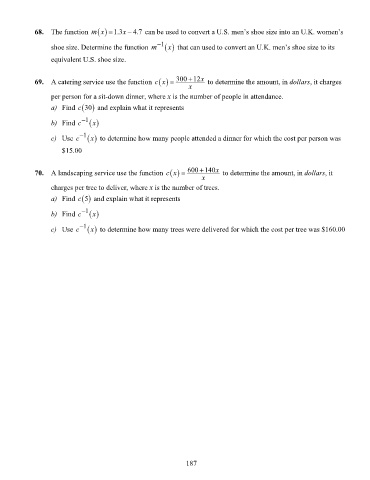 68. The function m(x) = 1.3x − 4.7 can be used to convert a U.S. men's shoe size into an U.K. women's
shoe size. Determine the function m⁻¹(x) that can used to convert an U.K. men's shoe size to its
equivalent U.S. shoe size.
69. A catering service use the function c(x) = (300 + 12x)/x to determine the amount, in dollars, it charges
per person for a sit-down dinner, where x is the number of people in attendance.
a) Find c(30) and explain what it represents
b) Find c⁻¹(x)
c) Use c⁻¹(x) to determine how many people attended a dinner for which the cost per person was
$15.00
70. A landscaping service use the function c(x) = (600 + 140x)/x to determine the amount, in dollars, it
charges per tree to deliver, where x is the number of trees.
a) Find c(5) and explain what it represents
b) Find c⁻¹(x)
c) Use c⁻¹(x) to determine how many trees were delivered for which the cost per tree was $160.00
187